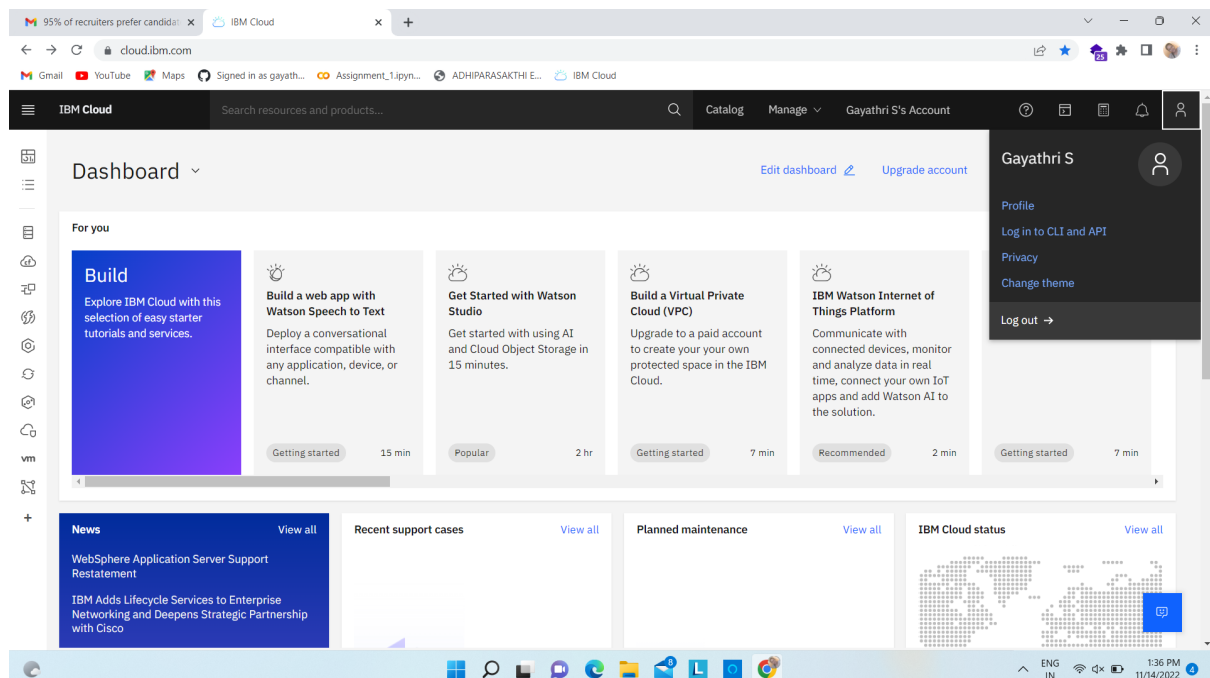 95% of recruiters prefer candidat
IBM Cloud
cloud.ibm.com
25
Gmail
YouTube
Maps
Signed in as gayath...
Assignment_1.ipyn...
ADHIPARASAKTHI E...
IBM Cloud
IBM Cloud
Search resources and products...
Catalog
Manage
Gayathri S's Account
Dashboard
Edit dashboard
Upgrade account
Gayathri S
Profile
Log in to CLI and API
Privacy
Change theme
Log out →
For you
Build
Explore IBM Cloud with this
selection of easy starter
tutorials and services.
Build a web app with
Watson Speech to Text
Deploy a conversational
interface compatible with
any application, device, or
channel.
Getting started 15 min
Get Started with Watson
Studio
Get started with using AI
and Cloud Object Storage in
15 minutes.
Popular 2 hr
Build a Virtual Private
Cloud (VPC)
Upgrade to a paid account
to create your your own
protected space in the IBM
Cloud.
Getting started 7 min
IBM Watson Internet of
Things Platform
Communicate with
connected devices, monitor
and analyze data in real
time, connect your own IoT
apps and add Watson AI to
the solution.
Recommended 2 min
Getting started 7 min
vm
News View all
WebSphere Application Server Support
Restatement
IBM Adds Lifecycle Services to Enterprise
Networking and Deepens Strategic Partnership
with Cisco
Recent support cases View all
Planned maintenance View all
IBM Cloud status View all
8
L
ENG
IN
1:36 PM
11/14/2022
4